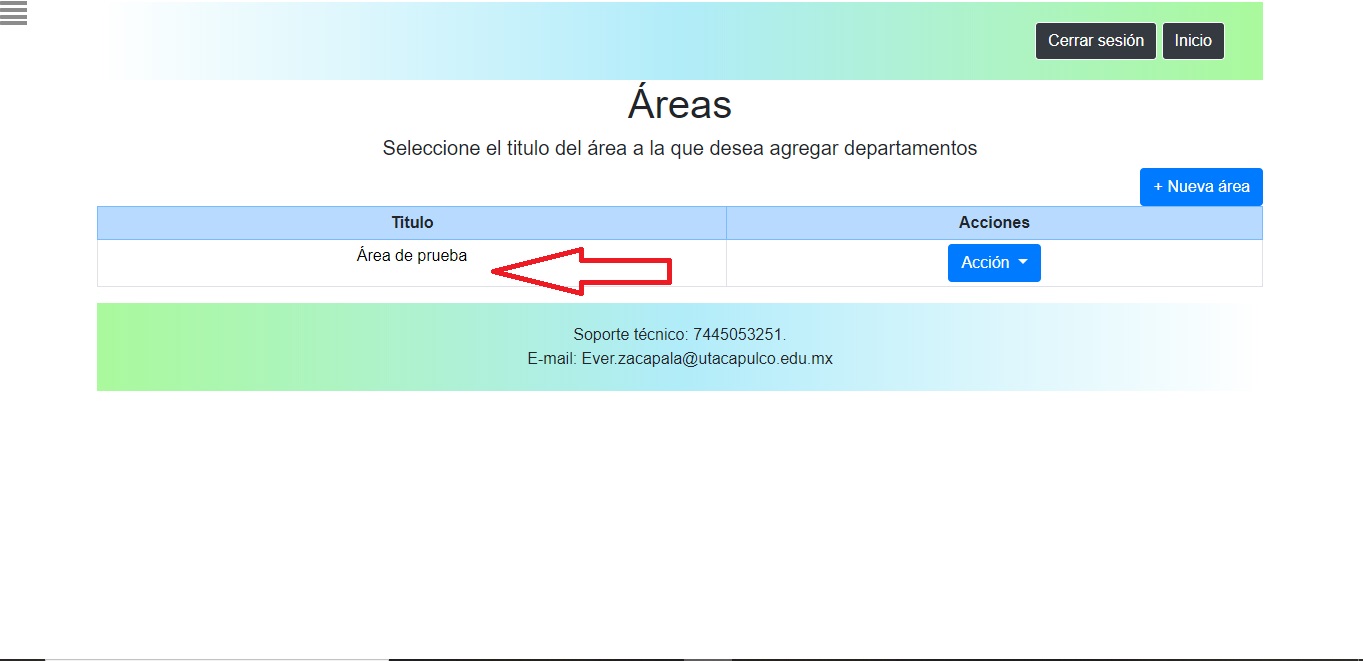 Cerrar sesión Inicio
Áreas
Seleccione el titulo del área a la que desea agregar departamentos
+ Nueva área
Titulo Acciones
Área de prueba Acción
Soporte técnico: 7445053251.
E-mail: Ever.zacapala@utacapulco.edu.mx